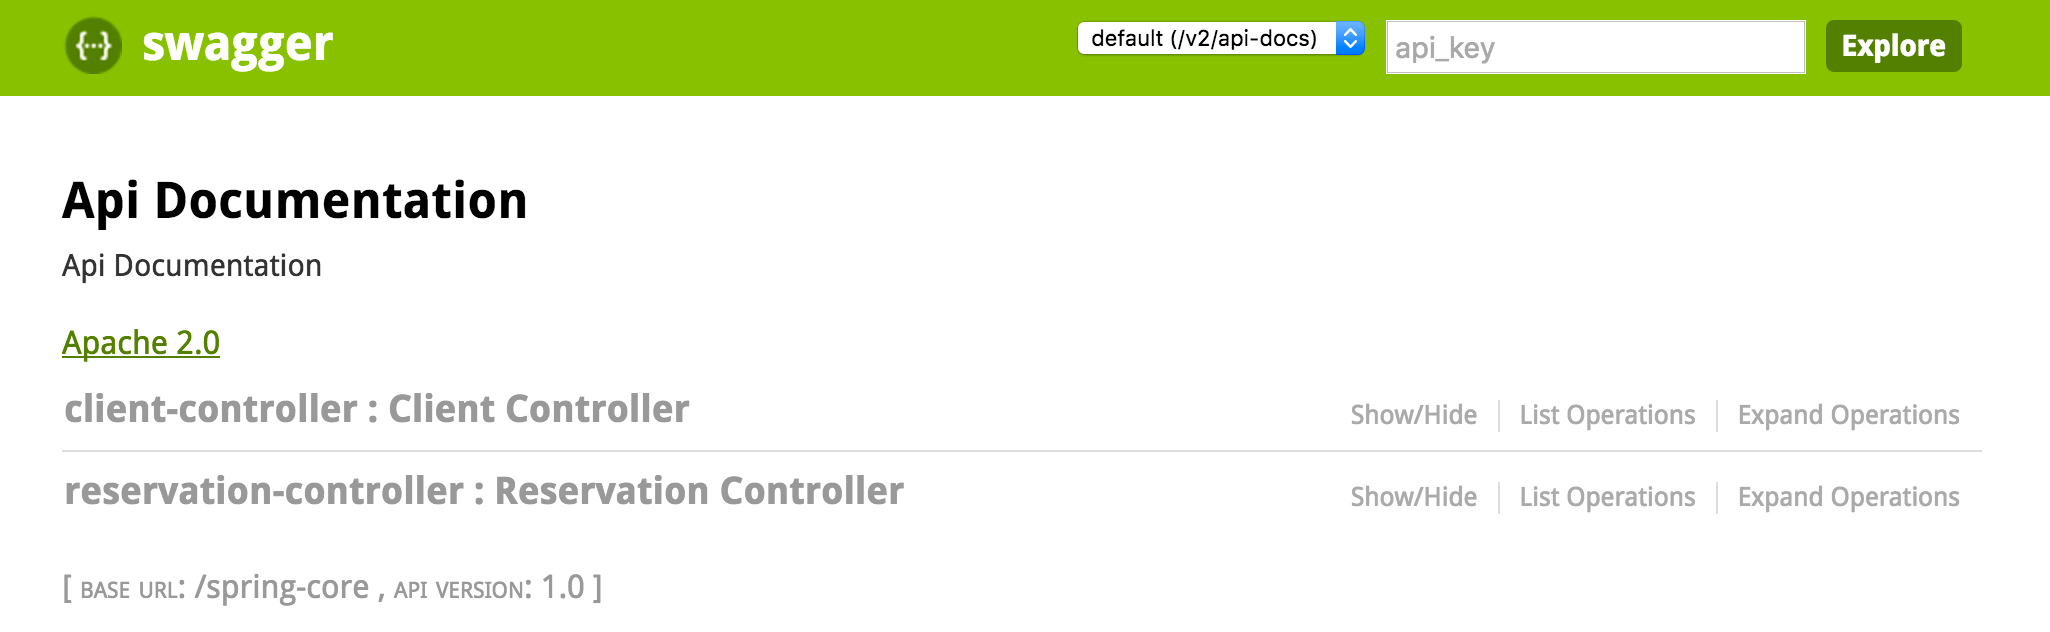 {···} swagger default (/v2/api-docs) api_key Explore
Api Documentation
Api Documentation
Apache 2.0
client-controller : Client Controller Show/Hide List Operations Expand Operations
reservation-controller : Reservation Controller Show/Hide List Operations Expand Operations
[ BASE URL: /spring-core , API VERSION: 1.0 ]